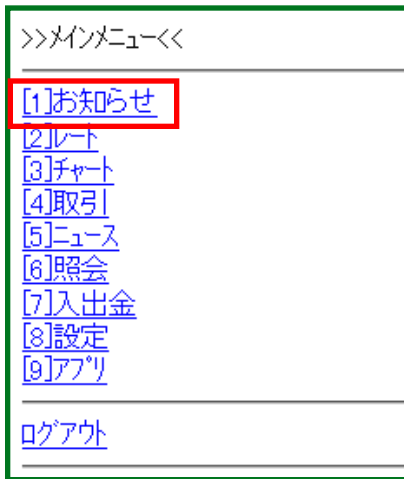 >>ﾒｲﾝﾒﾆｭｰ<<
[1]お知らせ
[2]ﾚｰﾄ
[3]ﾁｬｰﾄ
[4]取引
[5]ﾆｭｰｽ
[6]照会
[7]入出金
[8]設定
[9]ｱﾌﾟﾘ
ﾛｸﾞｱｳﾄ